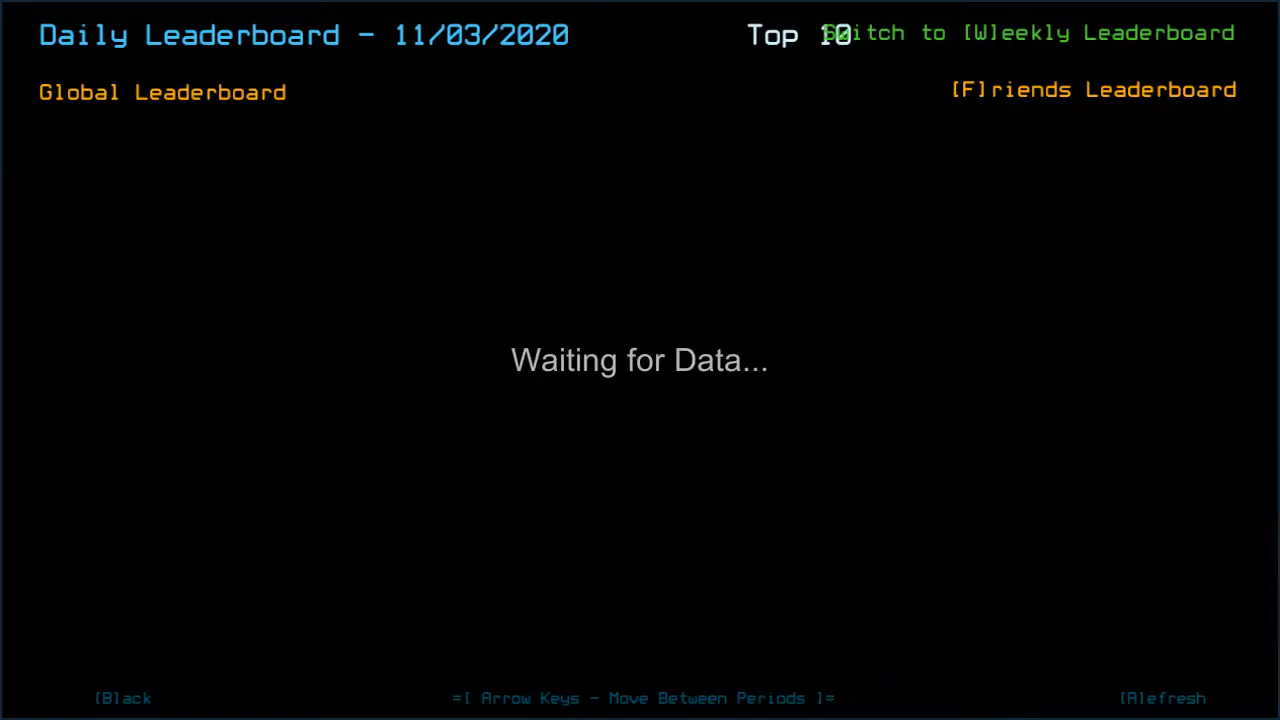 Daily Leaderboard - 11/03/2020
Top 10
Switch to [W]eekly Leaderboard
Global Leaderboard
[F]riends Leaderboard
Waiting for Data...
[B]lack
=[ Arrow Keys - Move Between Periods ]=
[R]efresh